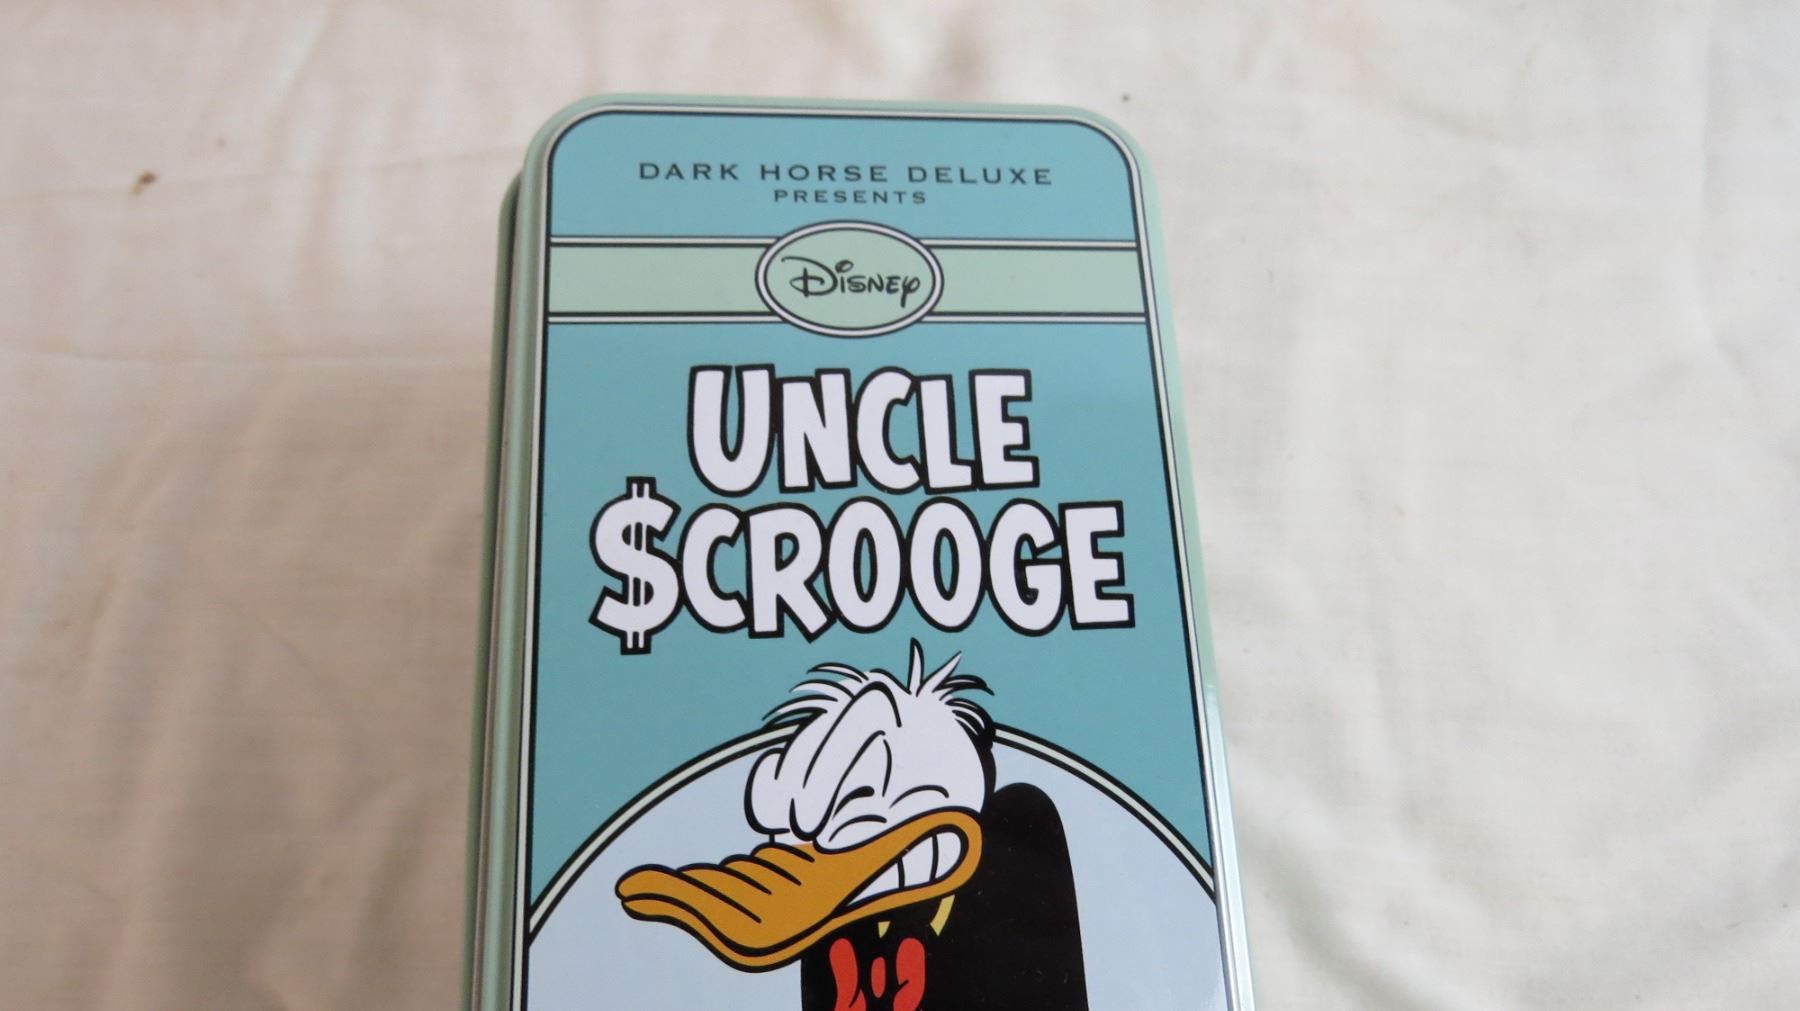 DARK HORSE DELUXE
PRESENTS
Disney
UNCLE
$CROOGE